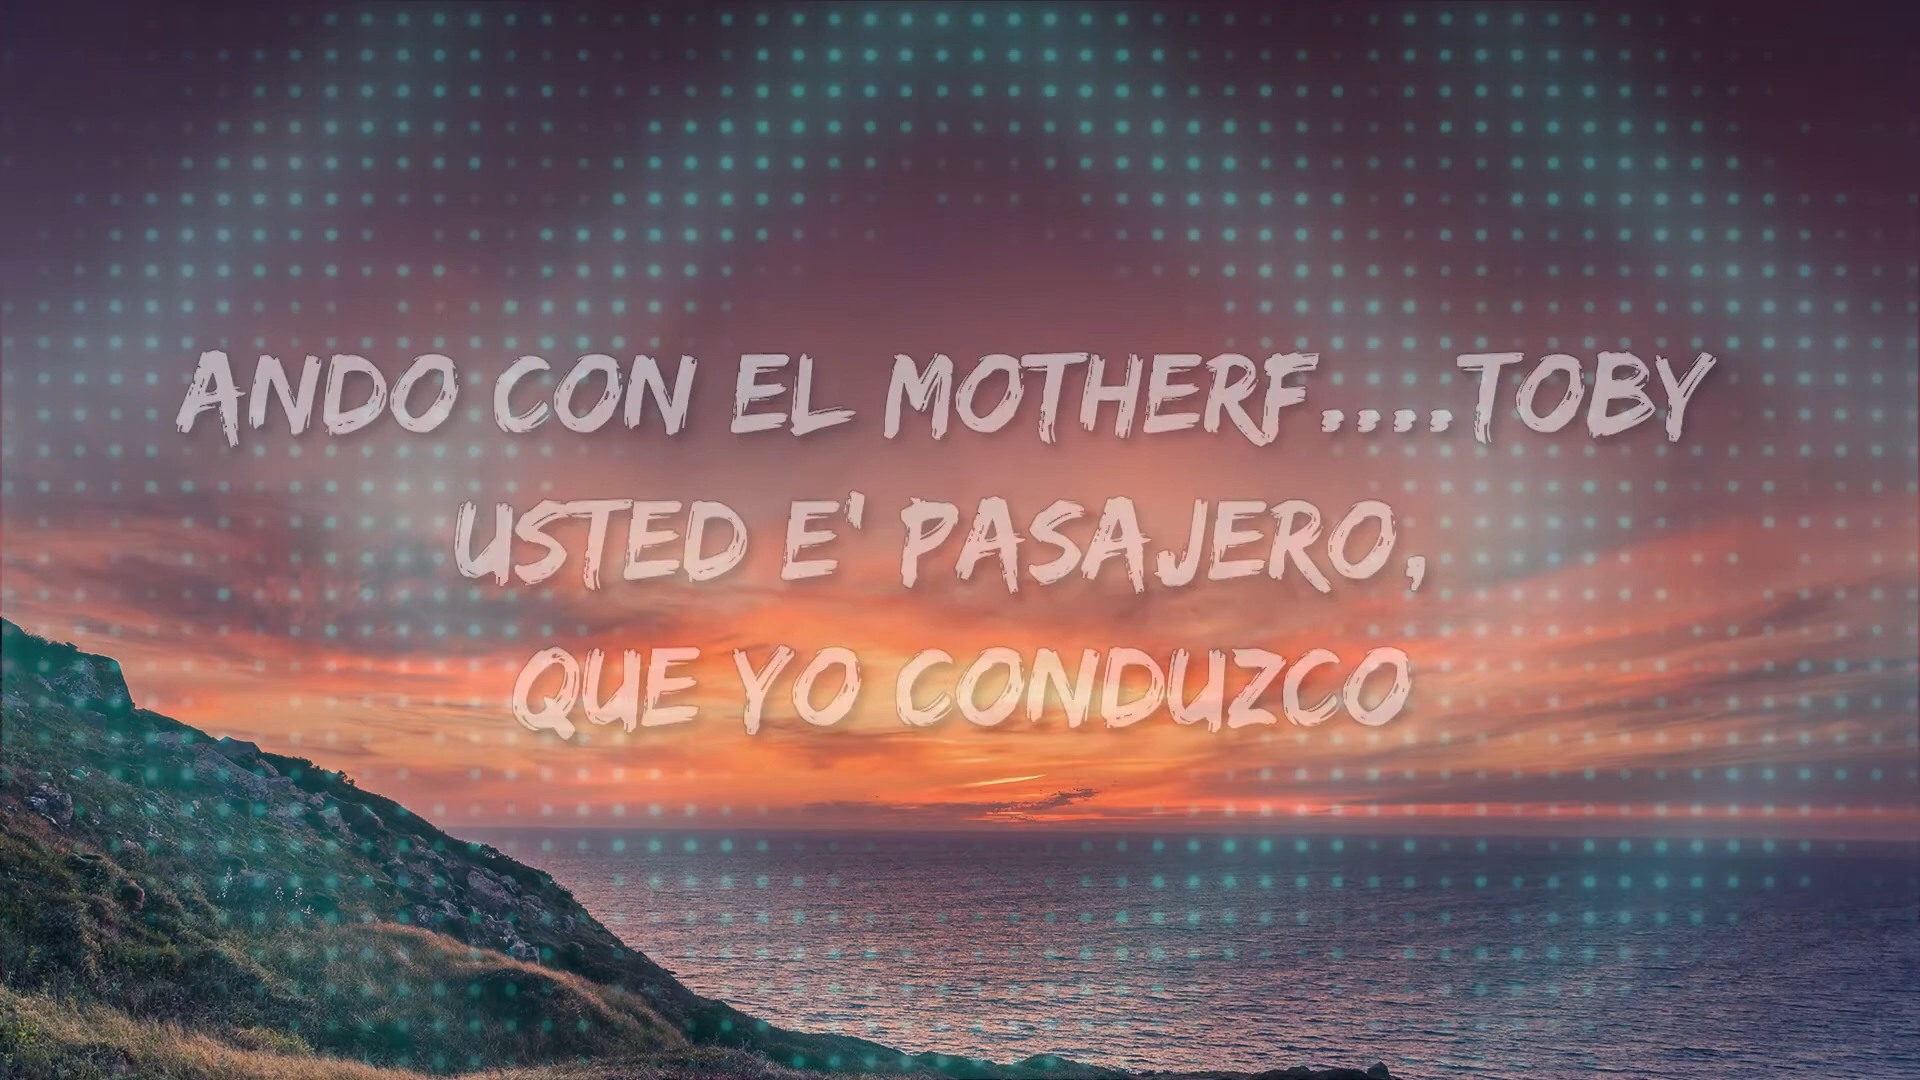 ANDO CON EL MOTHERF....TOBY
USTED E' PASAJERO,
QUE YO CONDUZCO